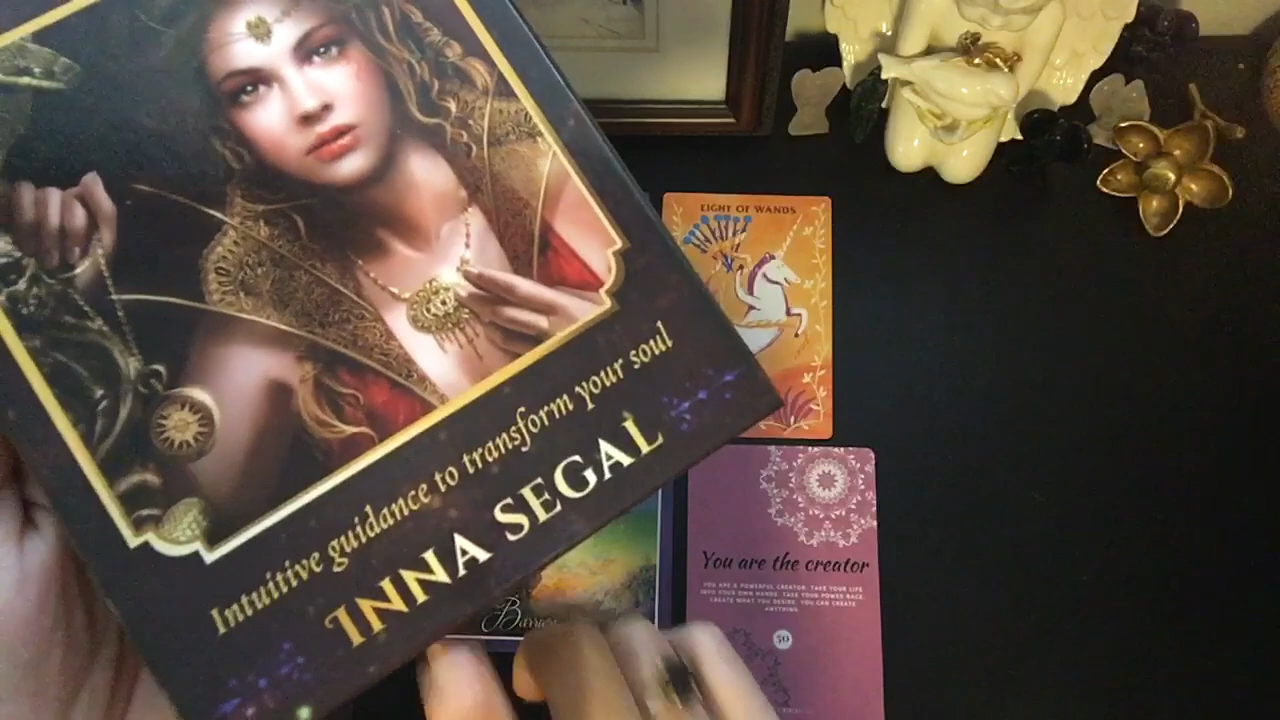 EIGHT OF WANDS
Intuitive guidance to transform your soul
INNA SEGAL
You are the creator
YOU ARE A POWERFUL CREATOR. TAKE YOUR LIFE
INTO YOUR OWN HANDS. TAKE YOUR POWER BACK.
CREATE WHAT YOU DESIRE. YOU CAN CREATE
ANYTHING
50